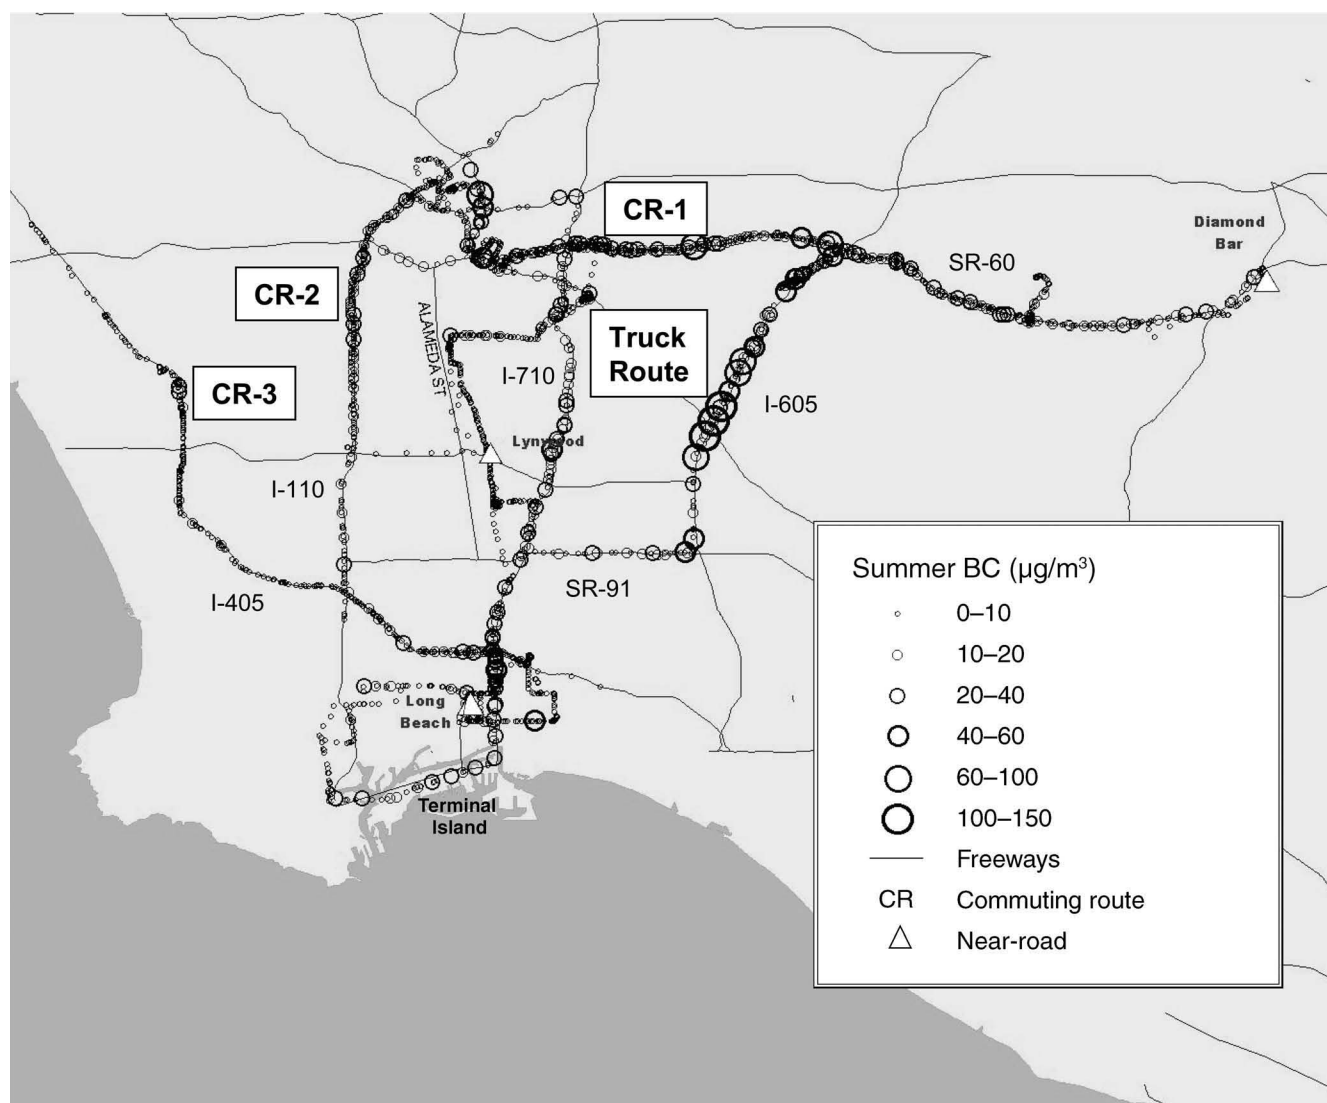 CR-1
Diamond
Bar
SR-60
CR-2
ALAMEDA ST
Truck
Route
I-710
CR-3
I-605
Lynwood
I-110
SR-91
I-405
Long
Beach
Terminal
Island
Summer BC (µg/m³)
0–10
10–20
20–40
40–60
60–100
100–150
Freeways
CR Commuting route
Near-road